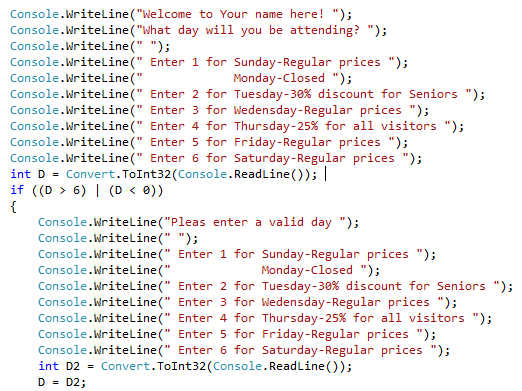 Console.WriteLine("Welcome to Your name here! ");
Console.WriteLine("What day will you be attending? ");
Console.WriteLine(" ");
Console.WriteLine(" Enter 1 for Sunday-Regular prices ");
Console.WriteLine("             Monday-Closed ");
Console.WriteLine(" Enter 2 for Tuesday-30% discount for Seniors ");
Console.WriteLine(" Enter 3 for Wedensday-Regular prices ");
Console.WriteLine(" Enter 4 for Thursday-25% for all visitors ");
Console.WriteLine(" Enter 5 for Friday-Regular prices ");
Console.WriteLine(" Enter 6 for Saturday-Regular prices ");
int D = Convert.ToInt32(Console.ReadLine());
if ((D > 6) | (D < 0))
{
    Console.WriteLine("Pleas enter a valid day ");
    Console.WriteLine(" ");
    Console.WriteLine(" Enter 1 for Sunday-Regular prices ");
    Console.WriteLine("             Monday-Closed ");
    Console.WriteLine(" Enter 2 for Tuesday-30% discount for Seniors ");
    Console.WriteLine(" Enter 3 for Wedensday-Regular prices ");
    Console.WriteLine(" Enter 4 for Thursday-25% for all visitors ");
    Console.WriteLine(" Enter 5 for Friday-Regular prices ");
    Console.WriteLine(" Enter 6 for Saturday-Regular prices ");
    int D2 = Convert.ToInt32(Console.ReadLine());
    D = D2;